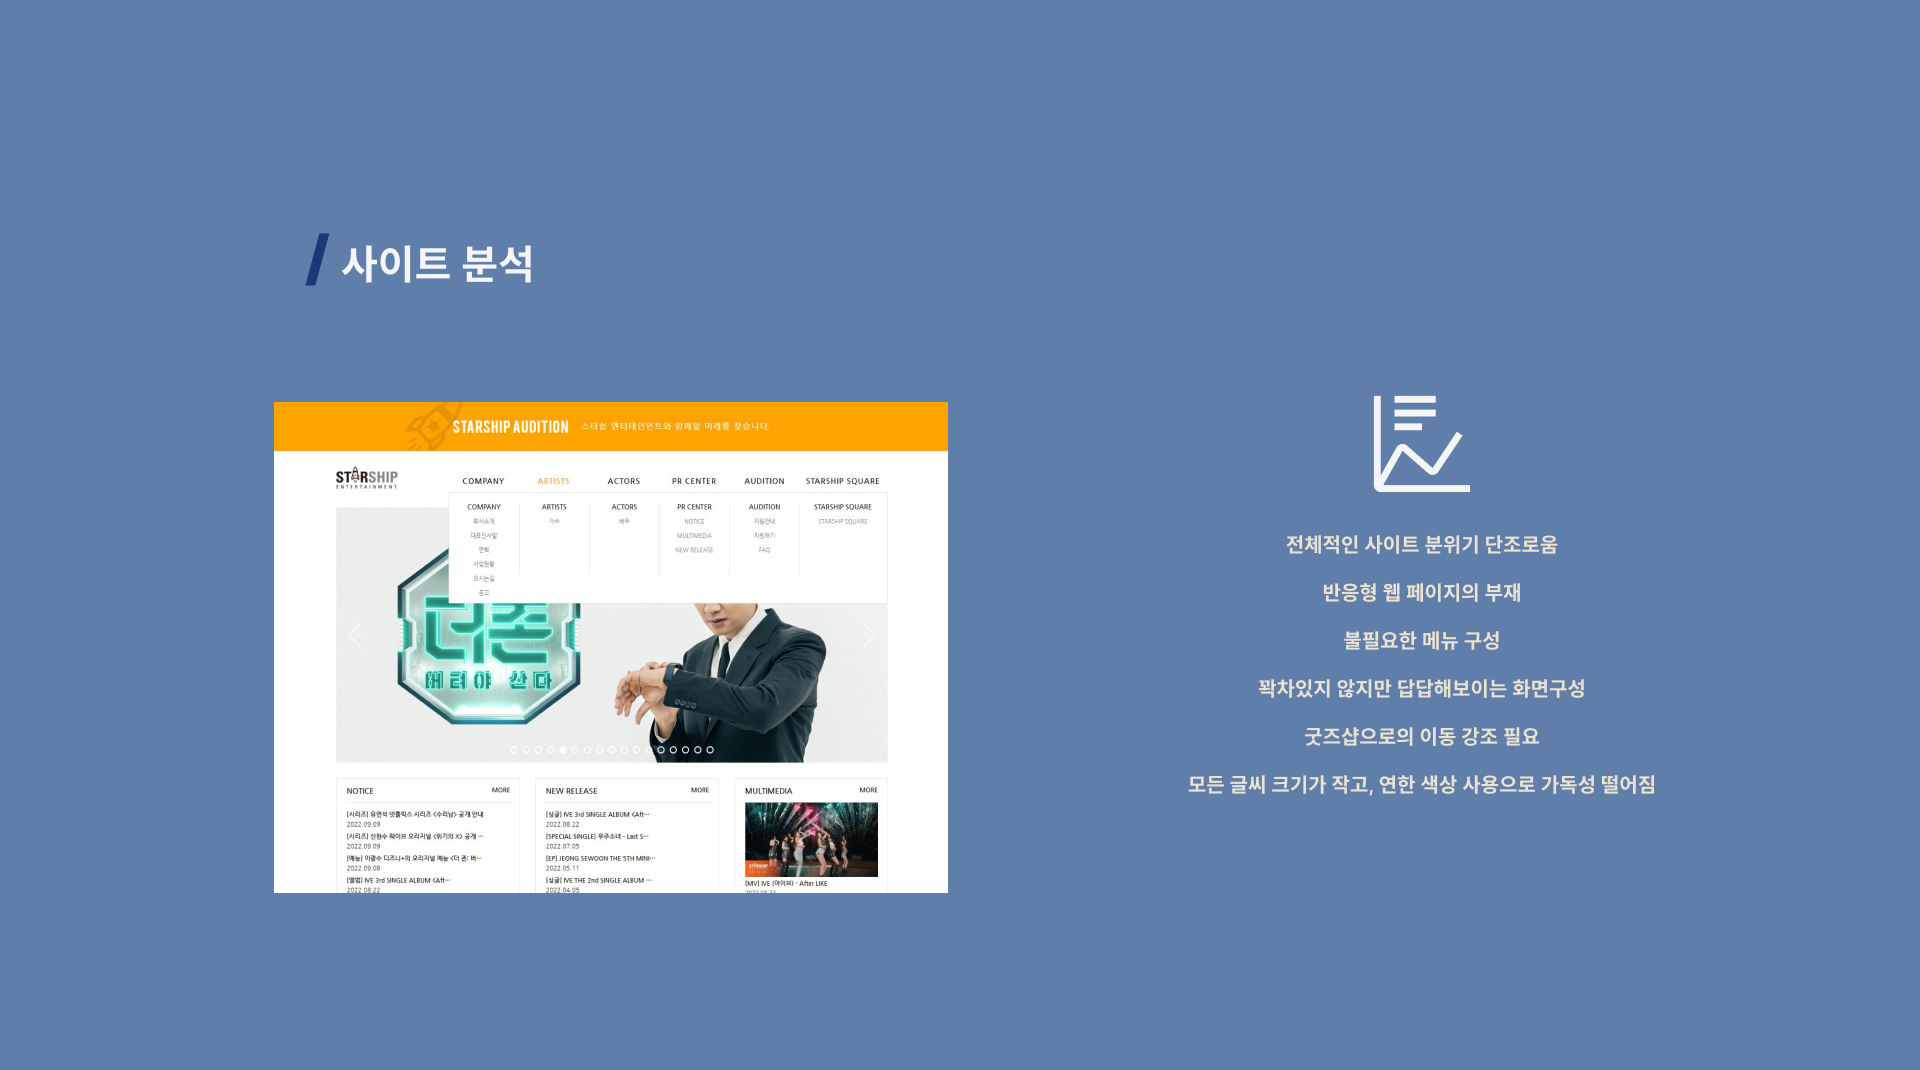 사이트 분석
STARSHIP AUDITION 스타쉽 엔터테인먼트와 함께할 미래를 찾습니다.
STARSHIP
ENTERTAINMENT
COMPANY ARTISTS ACTORS PR CENTER AUDITION STARSHIP SQUARE
COMPANY ARTISTS ACTORS PR CENTER AUDITION STARSHIP SQUARE
회사소개 가수 배우 NOTICE 지원안내 STARSHIP SQUARE
대표인사말 MULTIMEDIA 지원하기
연혁 NEW RELEASE FAQ
사업현황
오시는길
공고
더존
버텨야 산다
NOTICE MORE
[시리즈] 유연석 넷플릭스 시리즈 <수리남> 공개 안내
2022.09.09
[시리즈] 신현수 웨이브 오리지널 <위기의 X> 공개 ···
2022.09.09
[예능] 이광수 디즈니+의 오리지널 예능 <더 존: 버···
2022.09.08
[앨범] IVE 3rd SINGLE ALBUM <Aft···
2022.08.22
NEW RELEASE MORE
[싱글] IVE 3rd SINGLE ALBUM <Aft···
2022.08.22
[SPECIAL SINGLE] 우주소녀 - Last S···
2022.07.05
[EP] JEONG SEWOON THE 5TH MINI···
2022.05.11
[싱글] IVE THE 2nd SINGLE ALBUM ···
2022.04.05
MULTIMEDIA MORE
STARSHIP
[MV] IVE (아이브) - After LIKE
2022.08.22
전체적인 사이트 분위기 단조로움
반응형 웹 페이지의 부재
불필요한 메뉴 구성
꽉차있지 않지만 답답해보이는 화면구성
굿즈샵으로의 이동 강조 필요
모든 글씨 크기가 작고, 연한 색상 사용으로 가독성 떨어짐